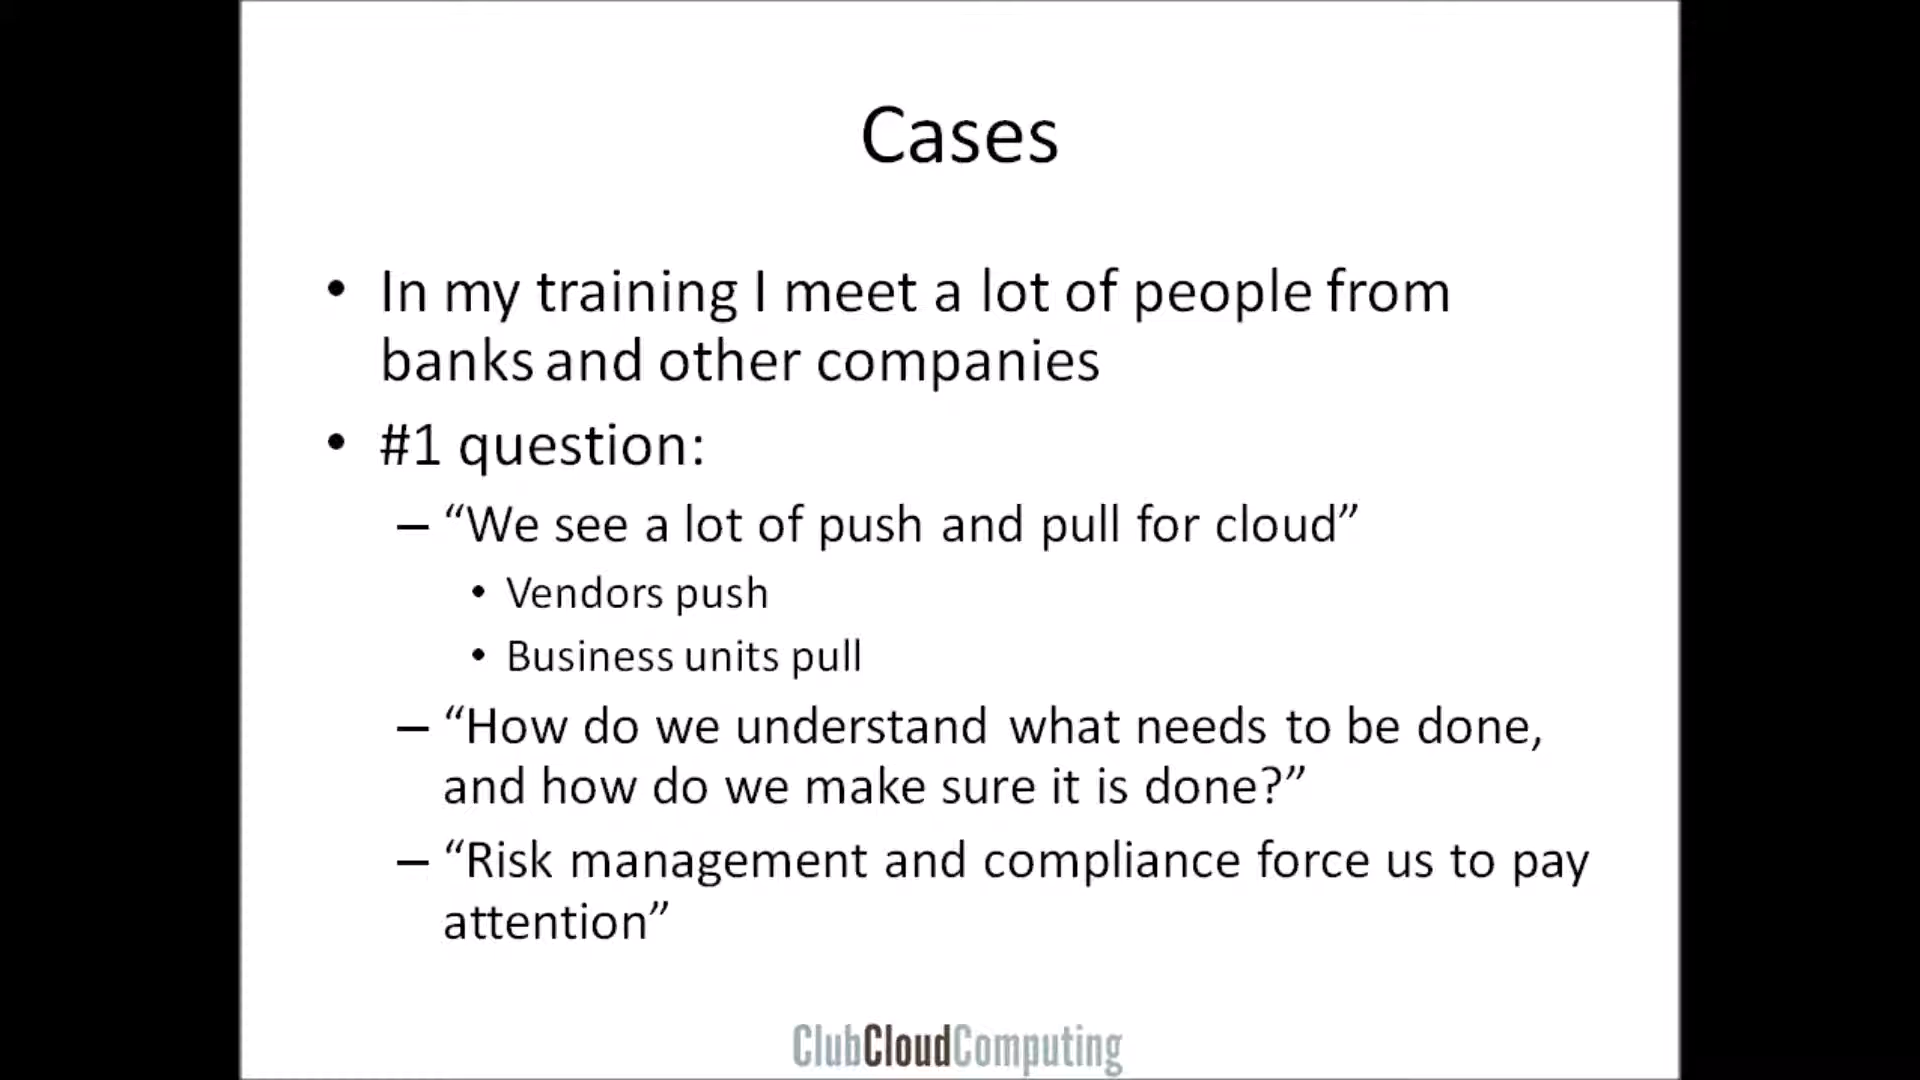 Cases
• In my training I meet a lot of people from
banks and other companies
• #1 question:
– “We see a lot of push and pull for cloud”
• Vendors push
• Business units pull
– “How do we understand what needs to be done,
and how do we make sure it is done?”
– “Risk management and compliance force us to pay
attention”
ClubCloudComputing